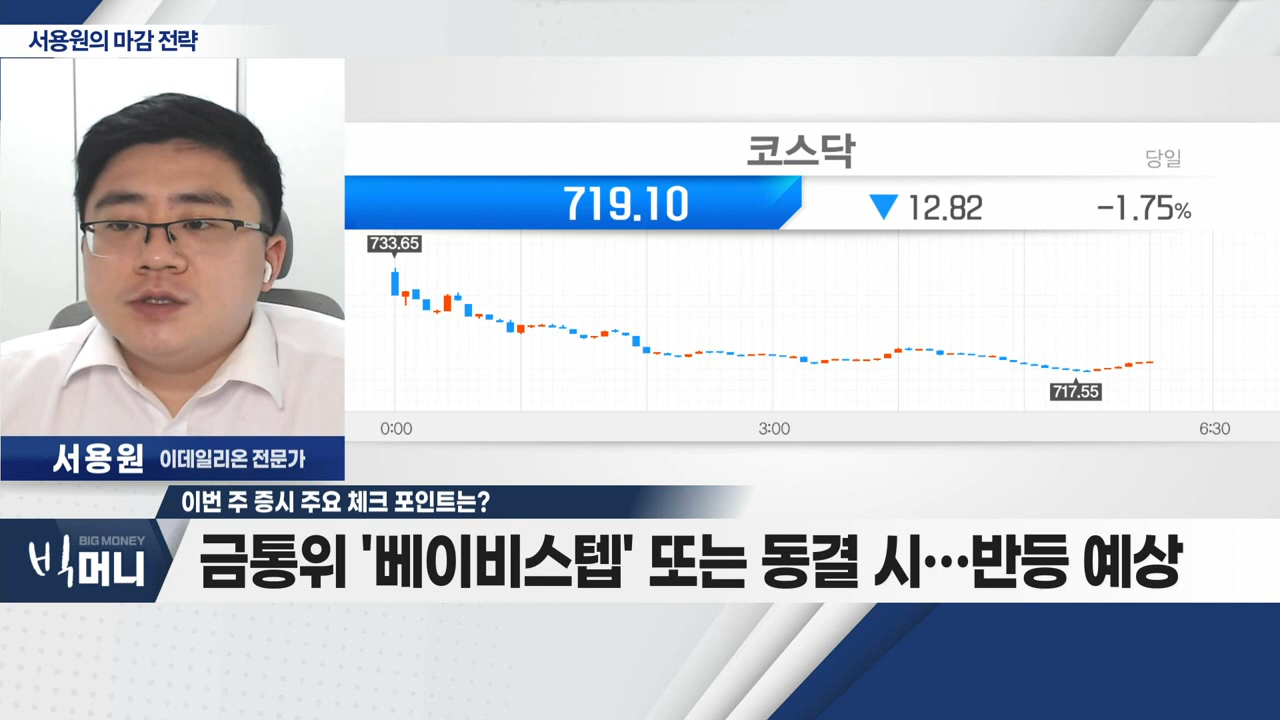 서용원의 마감 전략
코스닥
당일
719.10 ▼ 12.82 -1.75%
733.65
717.55
0:00 3:00 6:30
서용원 이데일리온 전문가
이번 주 증시 주요 체크 포인트는?
BIG MONEY
빅머니
금통위 '베이비스텝' 또는 동결 시…반등 예상